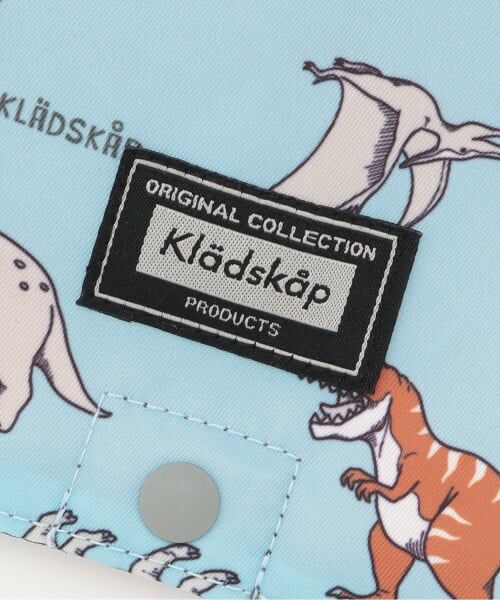 KLÄDSKÅP
ORIGINAL COLLECTION
Klädskåp
PRODUCTS